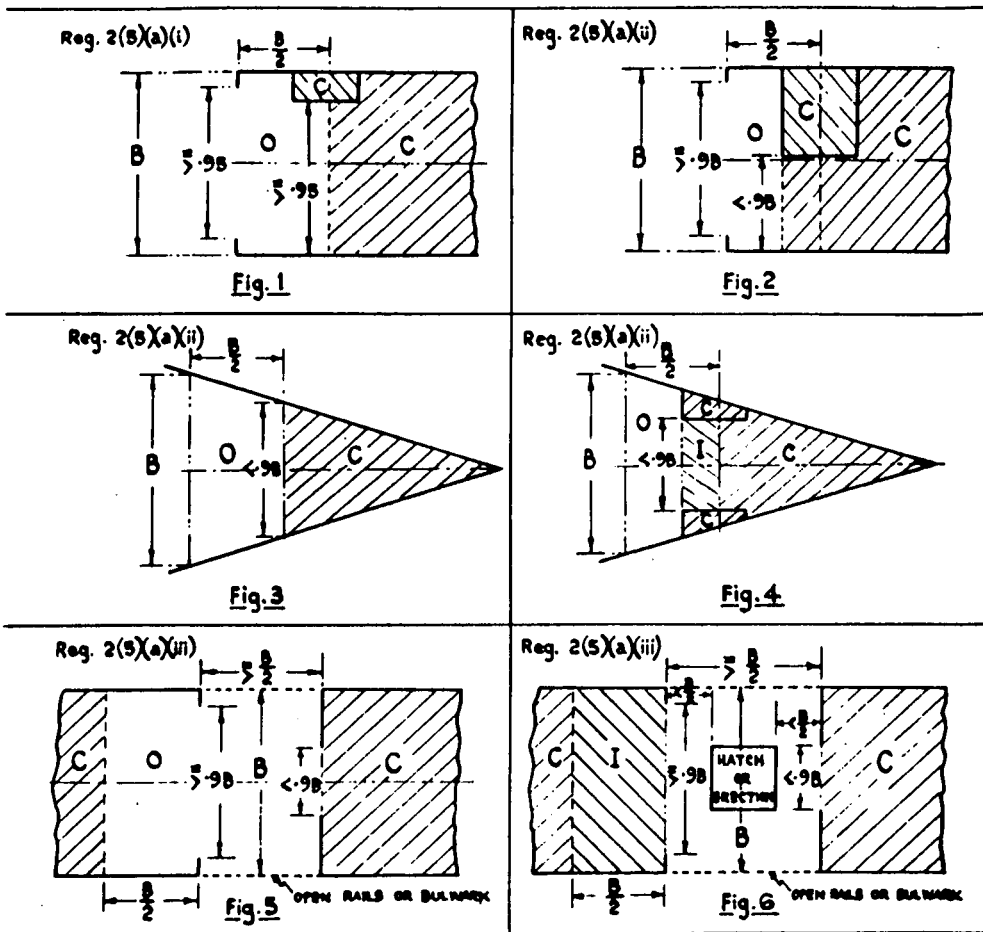 Reg. 2(5)(a)(i)
B/2
C
B
≥ .9B
O
≥ .9B
C
Fig. 1
Reg. 2(5)(a)(ii)
B/2
C
B
≥ .9B
O
< .9B
C
Fig. 2
Reg. 2(5)(a)(ii)
B/2
B
O
< .9B
C
Fig. 3
Reg. 2(5)(a)(ii)
B/2
C
O
B
< .9B
I
C
C
Fig. 4
Reg. 2(5)(a)(iii)
≥ B/2
C
O
≥ .9B
B
< .9B
C
B/2
OPEN RAILS OR BULWARK
Fig. 5
Reg. 2(5)(a)(iii)
≥ B/2
< B/2
< B/2
C
I
≥ .9B
HATCH
OR
ERECTION
< .9B
C
B
B/2
OPEN RAILS OR BULWARK
Fig. 6